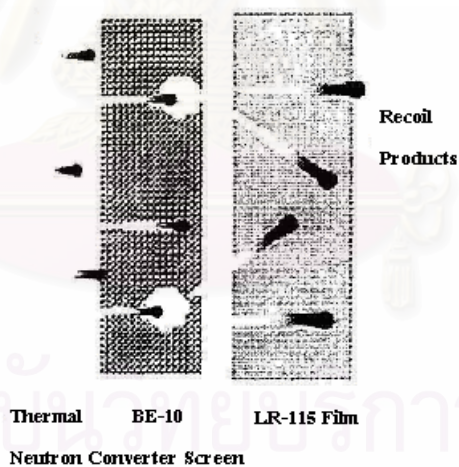 Recoil
Products
Thermal BE-10 LR-115 Film
Neutron Converter Screen